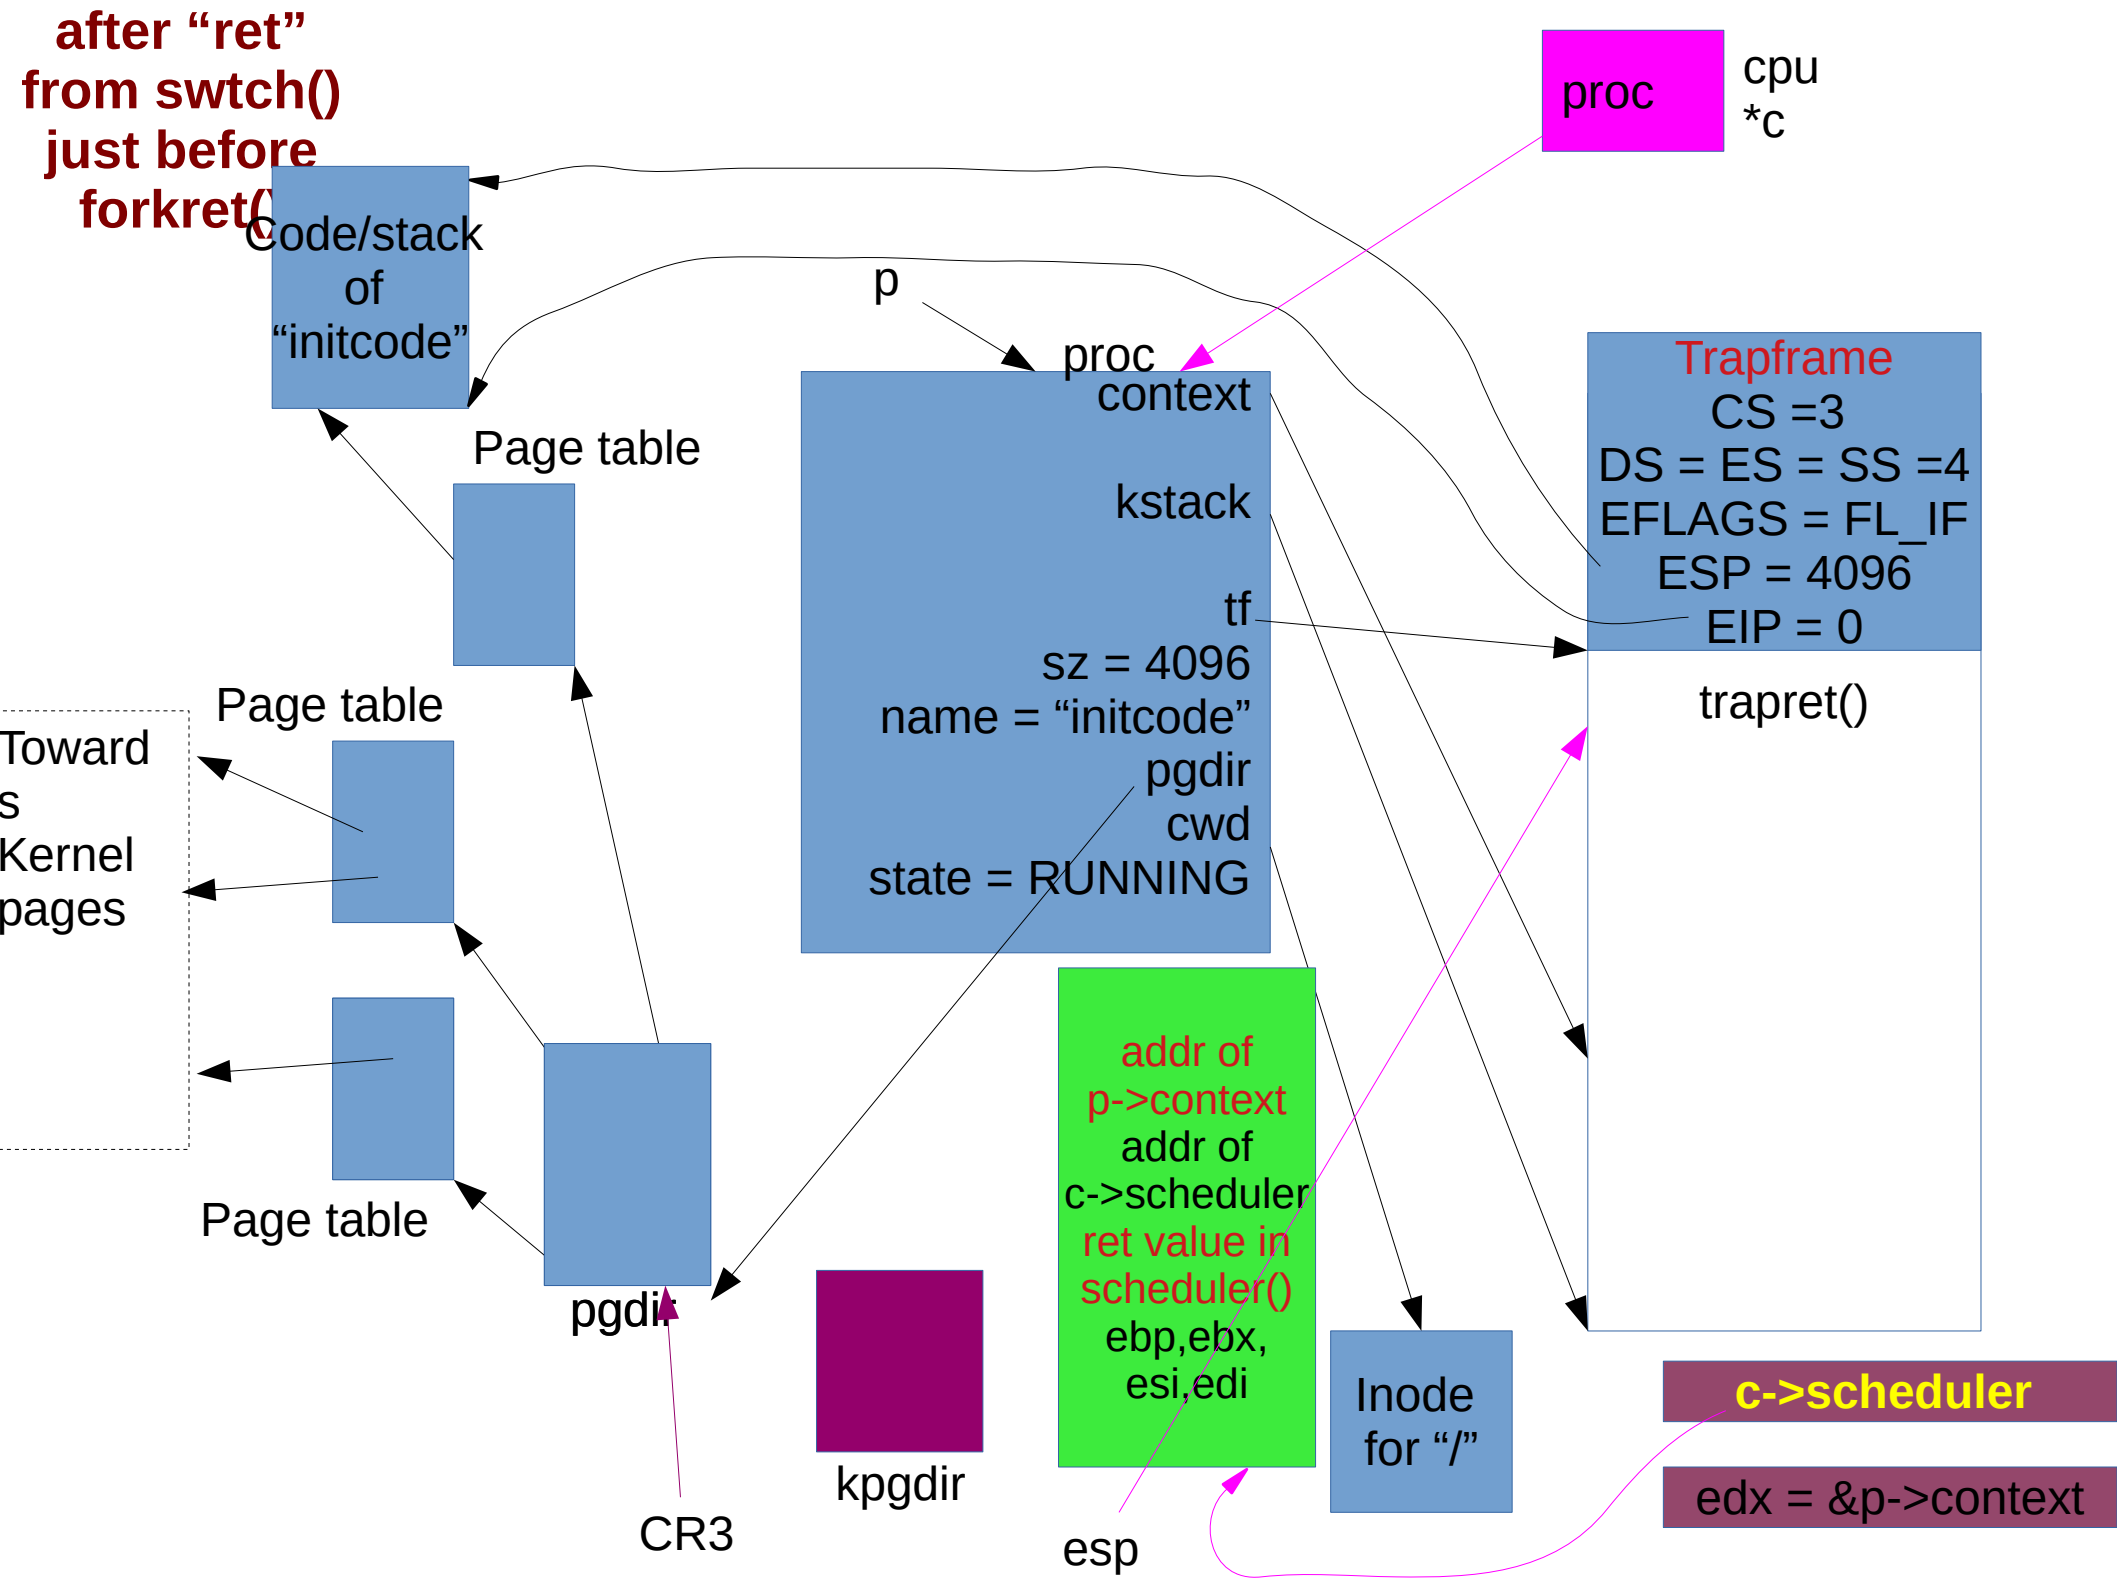 after “ret”
from swtch()
just before
forkret()
Code/stack
of
“initcode”
proc
cpu
*c
p
proc
context
kstack
tf
sz = 4096
name = “initcode”
pgdir
cwd
state = RUNNING
Trapframe
CS =3
DS = ES = SS =4
EFLAGS = FL_IF
ESP = 4096
EIP = 0
trapret()
Page table
Page table
Toward
s
Kernel
pages
Page table
pgdir
CR3
kpgdir
addr of
p->context
addr of
c->scheduler
ret value in
scheduler()
ebp,ebx,
esi,edi
esp
Inode
for “/”
c->scheduler
edx = &p->context